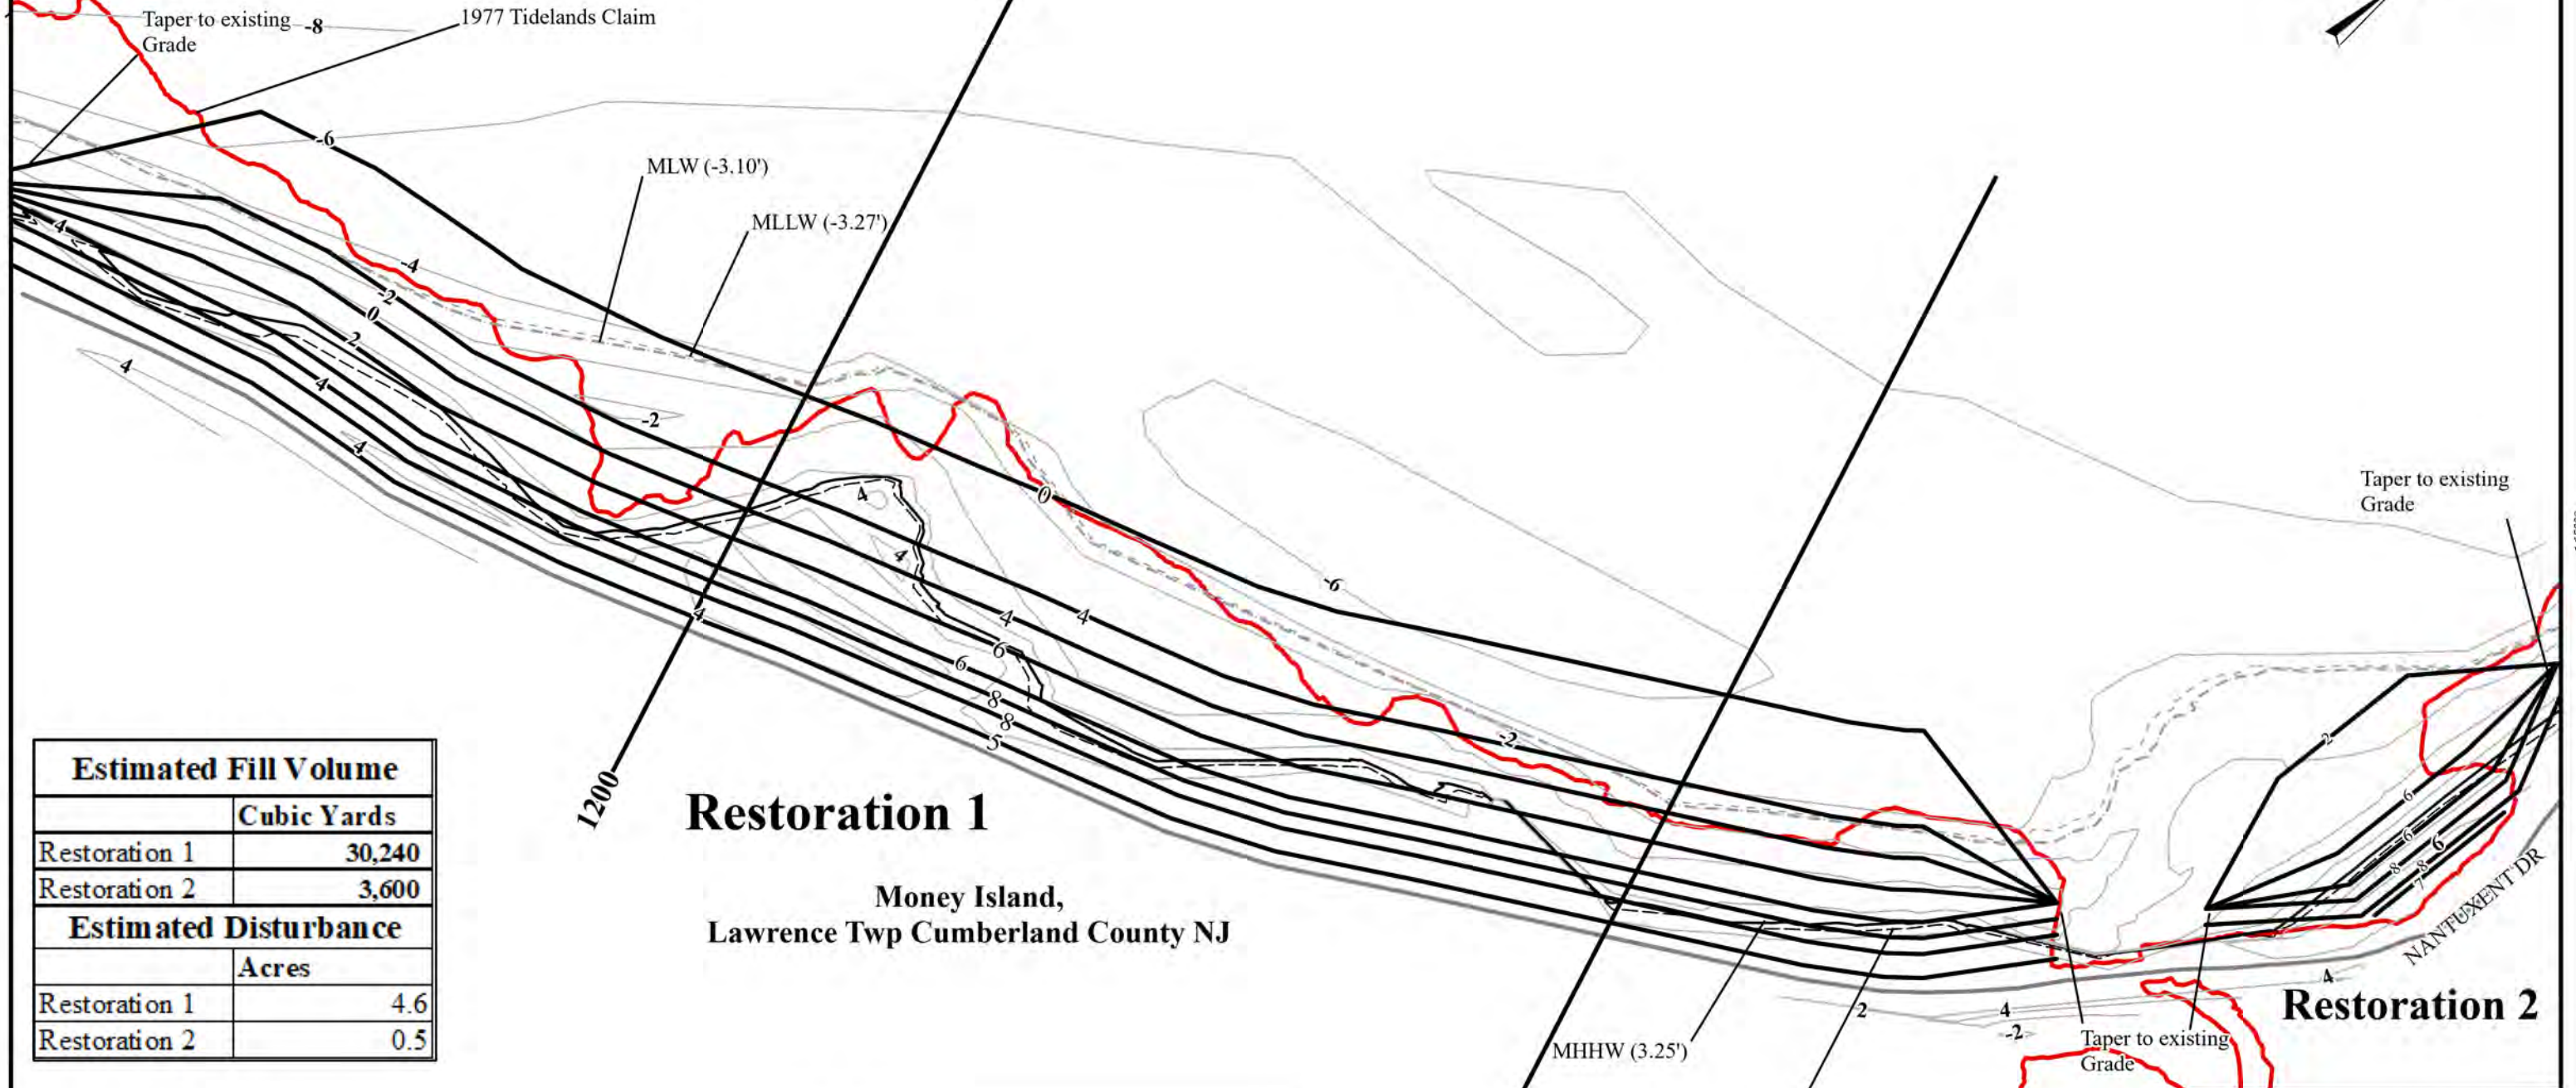 Taper to existing
Grade
-8
1977 Tidelands Claim
-6
MLW (-3.10')
MLLW (-3.27')
4
-4
-2
0
2
4
4
4
-2
4
4
0
-6
4
4
4
6
6
8
8
5
-2
1200
Restoration 1
Money Island,
Lawrence Twp Cumberland County NJ
Estimated Fill Volume
Cubic Yards
Restoration 1 30,240
Restoration 2 3,600
Estimated Disturbance
Acres
Restoration 1 4.6
Restoration 2 0.5
MHHW (3.25')
2
4
-2
Taper to existing
Grade
Taper to existing
Grade
2
6
6
6
8
8
7
NANTUXENT DR
4
Restoration 2